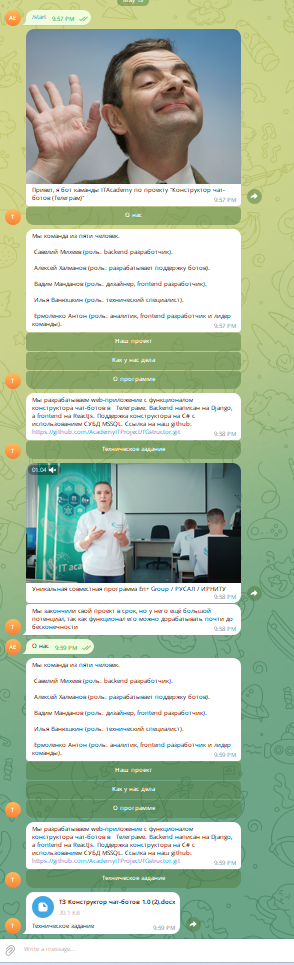 May 15
/start 9:57 PM
Привет, я бот команды ITAcademy по проекту "Конструктор чат-
ботов (Телеграм)"
9:57 PM
О нас
Мы команда из пяти человек.
Савелий Михеев (роль: backend разработчик).
Алексей Халманов (роль: разрабатывает поддержку ботов).
Вадим Манданов (роль: дизайнер, frontend разработчик).
Илья Ванюшкин (роль: технический специалист).
Ермоленко Антон (роль: аналитик, frontend разработчик и лидер
команды).
9:57 PM
Наш проект
Как у нас дела
О программе
Мы разрабатываем web-приложение с функционалом
конструктора чат-ботов в Телеграме. Backend написан на Django,
а frontend на ReactJs. Поддержка конструктора на C# с
использованием СУБД MSSQL. Ссылка на наш github:
https://github.com/AcademyITProject/TGstructor.git
9:58 PM
Техническое задание
01:04
Уникальная совместная программа En+ Group / РУСАЛ / ИРНИТУ
9:58 PM
Мы закончили свой проект в срок, но у него ещё большой
потенциал, так как функционал его можно дорабатывать почти до
бесконечности
9:58 PM
О нас 9:59 PM
Мы команда из пяти человек.
Савелий Михеев (роль: backend разработчик).
Алексей Халманов (роль: разрабатывает поддержку ботов).
Вадим Манданов (роль: дизайнер, frontend разработчик).
Илья Ванюшкин (роль: технический специалист).
Ермоленко Антон (роль: аналитик, frontend разработчик и лидер
команды).
9:59 PM
Наш проект
Как у нас дела
О программе
Мы разрабатываем web-приложение с функционалом
конструктора чат-ботов в Телеграме. Backend написан на Django,
а frontend на ReactJs. Поддержка конструктора на C# с
использованием СУБД MSSQL. Ссылка на наш github:
https://github.com/AcademyITProject/TGstructor.git
9:59 PM
Техническое задание
ТЗ Конструктор чат-ботов 1.0 (2).docx
Техническое задание
9:59 PM
Write a message...